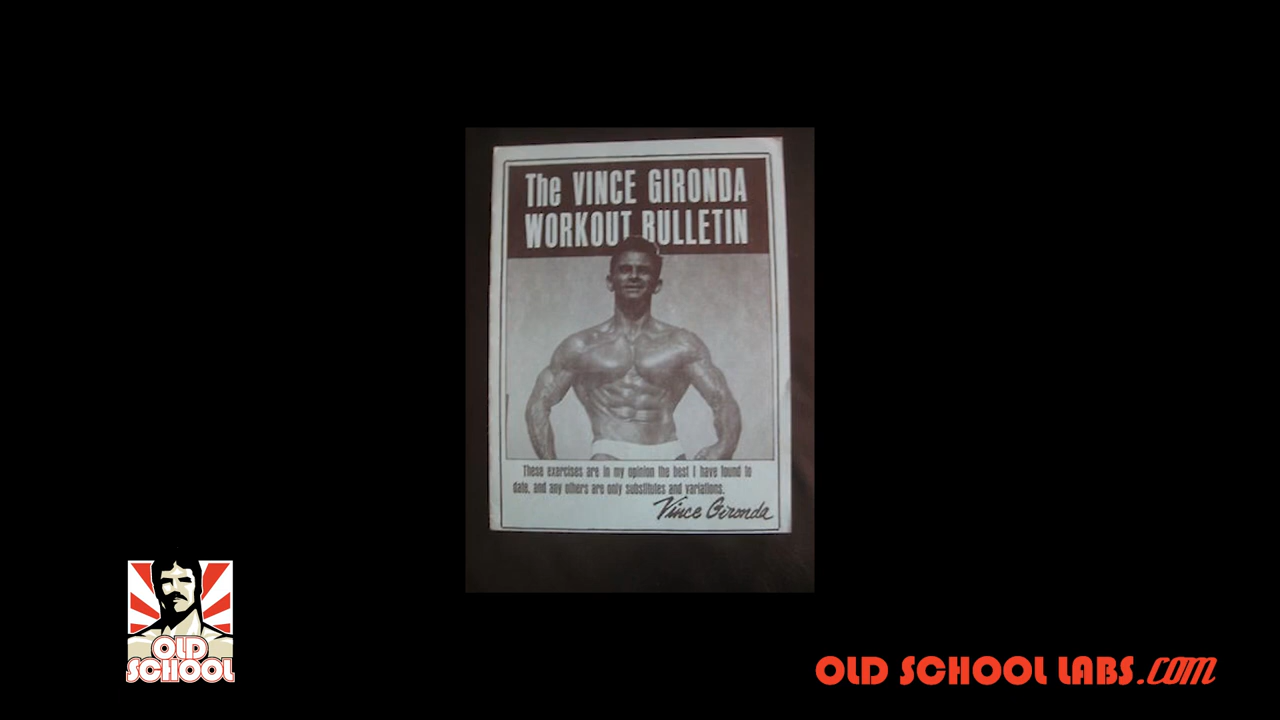 The VINCE GIRONDA
WORKOUT BULLETIN
These exercises are in my opinion the best I have found to
date, and any others are only substitutes and variations.
Vince Gironda
OLD
SCHOOL
OLD SCHOOL LABS.com